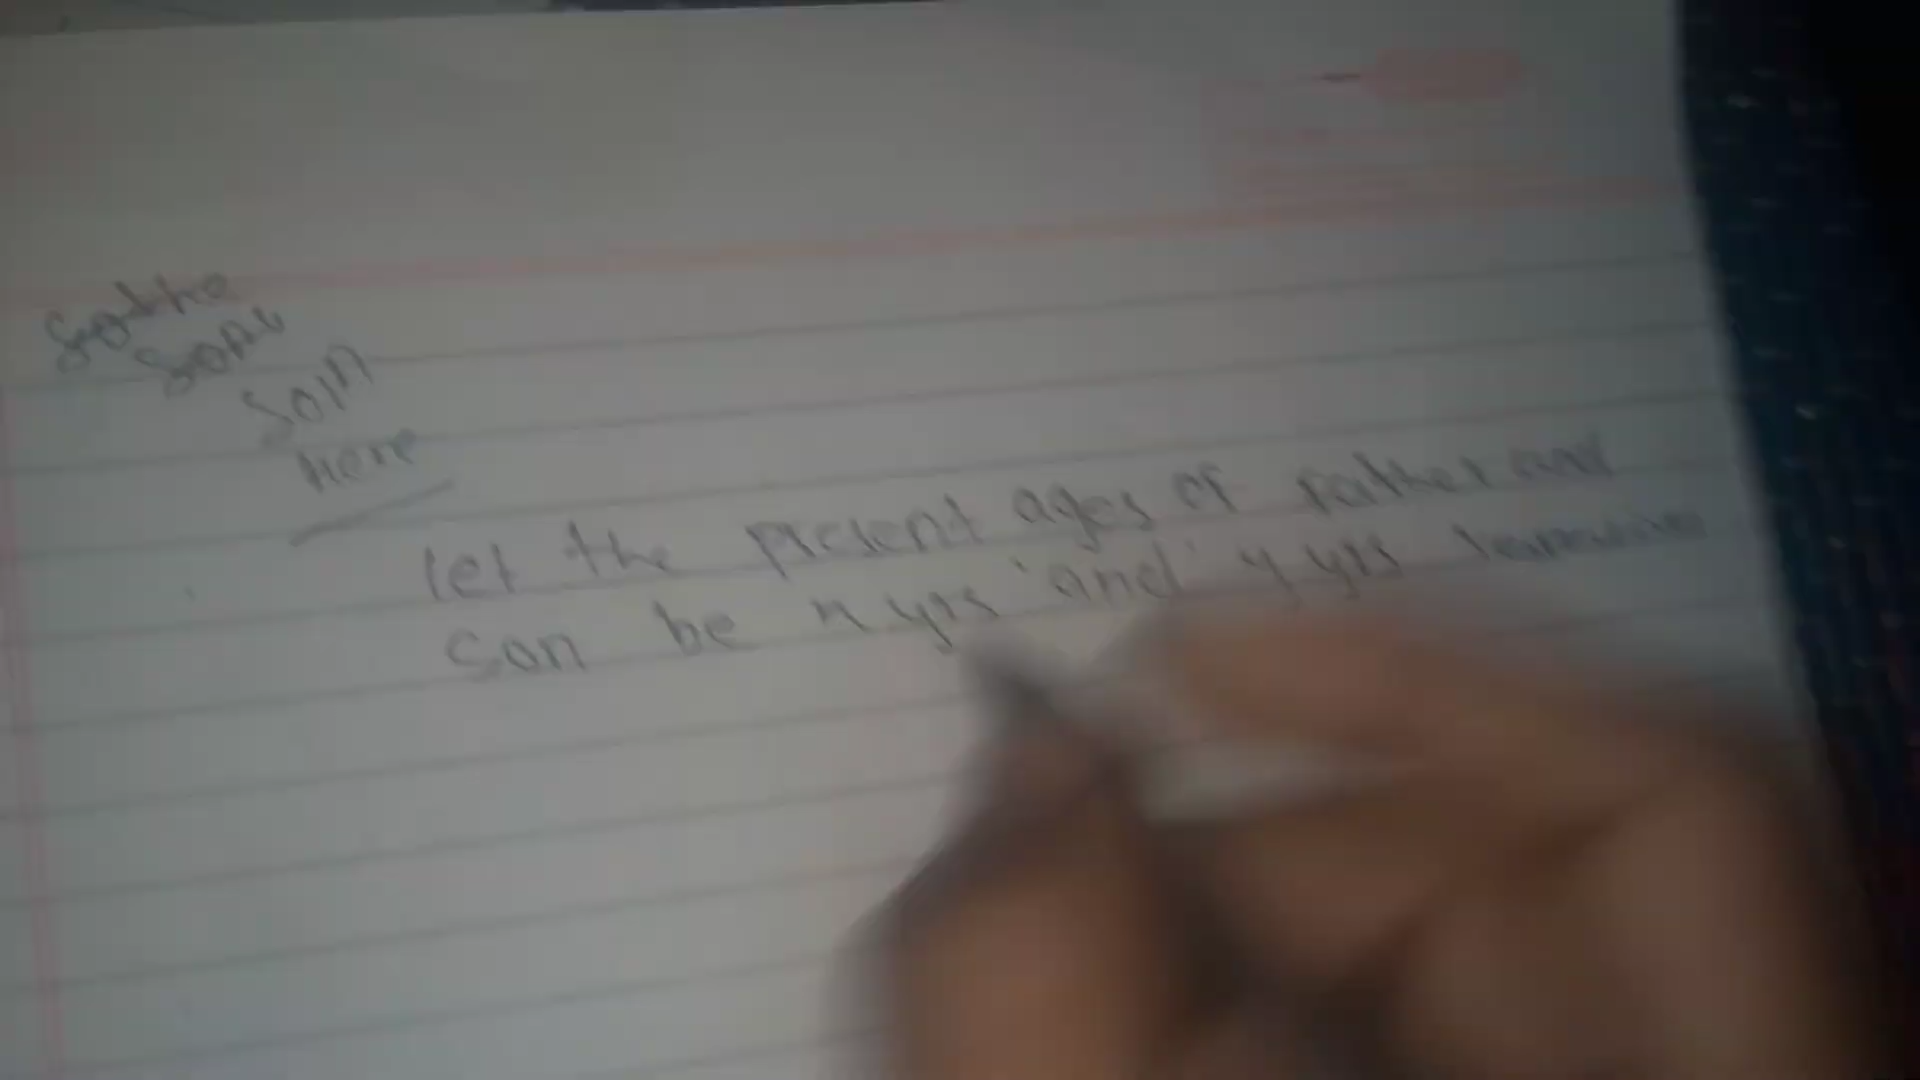 Soln
here
let the present ages of father and
son be x yrs and y yrs